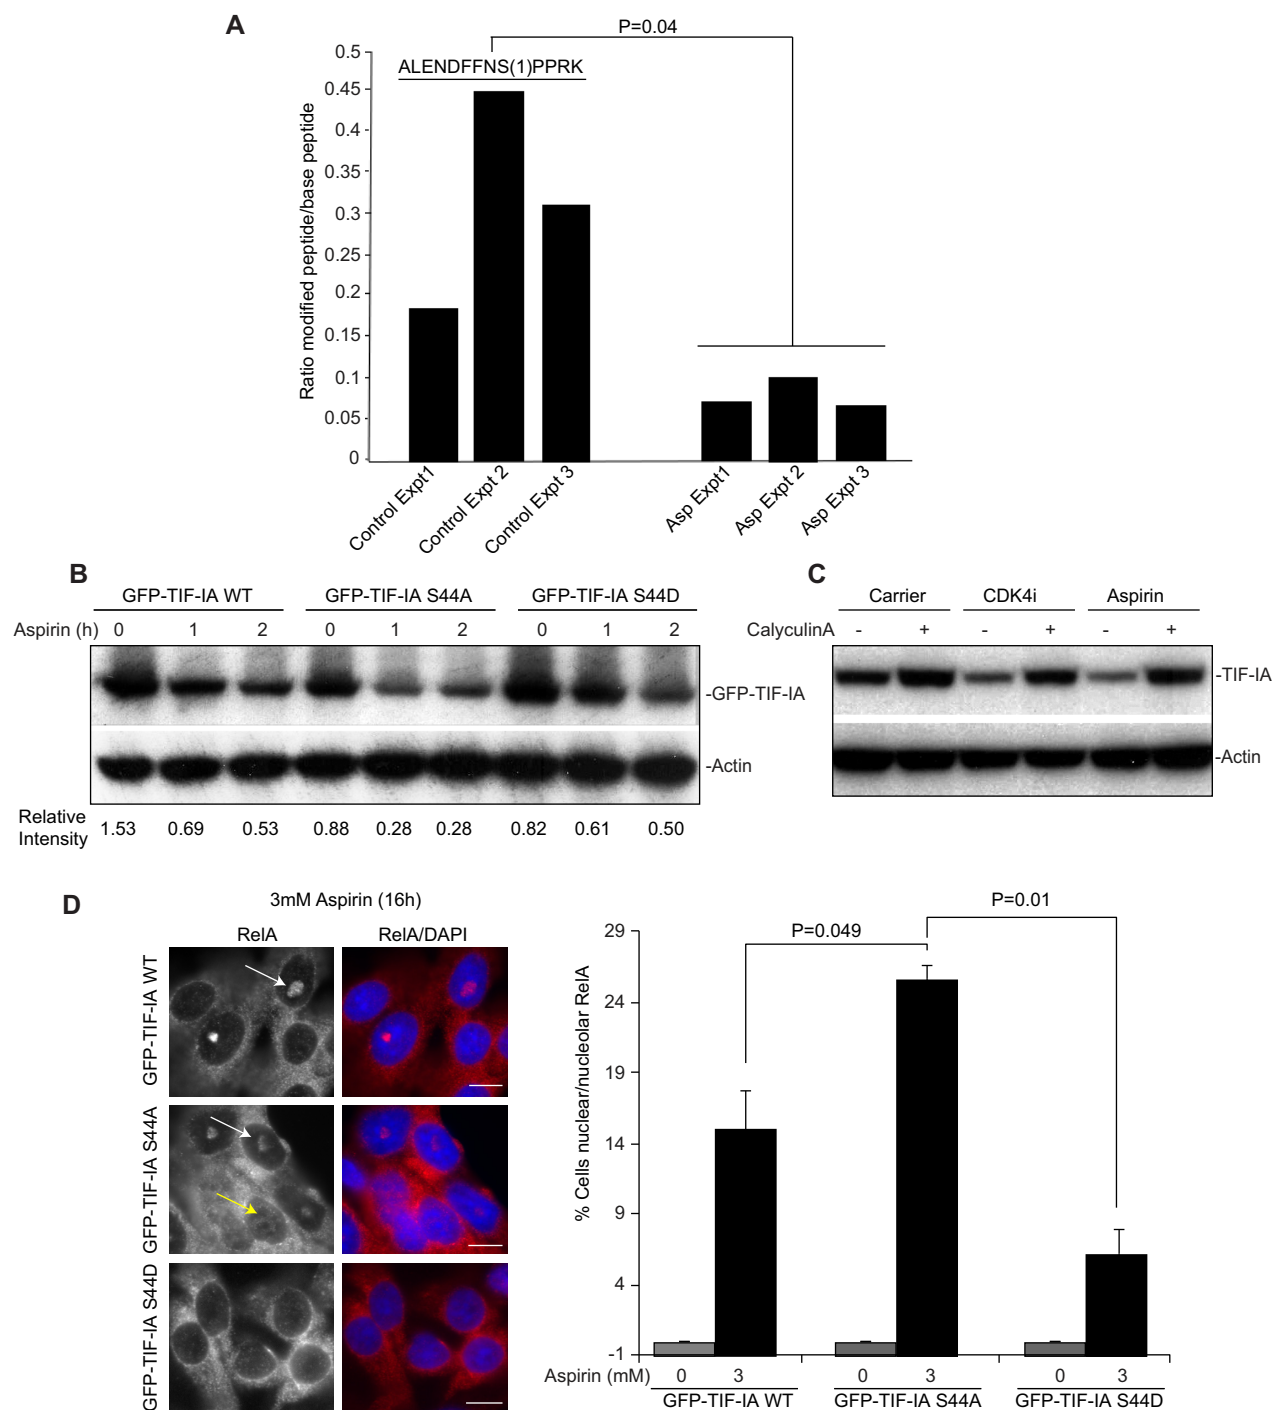 A
P=0.04
ALENDFFNS(1)PPRK
Ratio modified peptide/base peptide
0.5
0.45
0.4
0.35
0.3
0.25
0.2
0.15
0.1
0.05
0
Control Expt1
Control Expt 2
Control Expt 3
Asp Expt1
Asp Expt 2
Asp Expt 3
B
GFP-TIF-IA WT GFP-TIF-IA S44A GFP-TIF-IA S44D
Aspirin (h) 0 1 2 0 1 2 0 1 2
-GFP-TIF-IA
-Actin
Relative
Intensity
1.53 0.69 0.53 0.88 0.28 0.28 0.82 0.61 0.50
C
Carrier CDK4i Aspirin
CalyculinA - + - + - +
-TIF-IA
-Actin
D
3mM Aspirin (16h)
RelA RelA/DAPI
GFP-TIF-IA WT
GFP-TIF-IA S44A
GFP-TIF-IA S44D
P=0.01
P=0.049
% Cells nuclear/nucleolar RelA
29
24
19
14
9
4
-1
Aspirin (mM) 0 3 0 3 0 3
GFP-TIF-IA WT GFP-TIF-IA S44A GFP-TIF-IA S44D